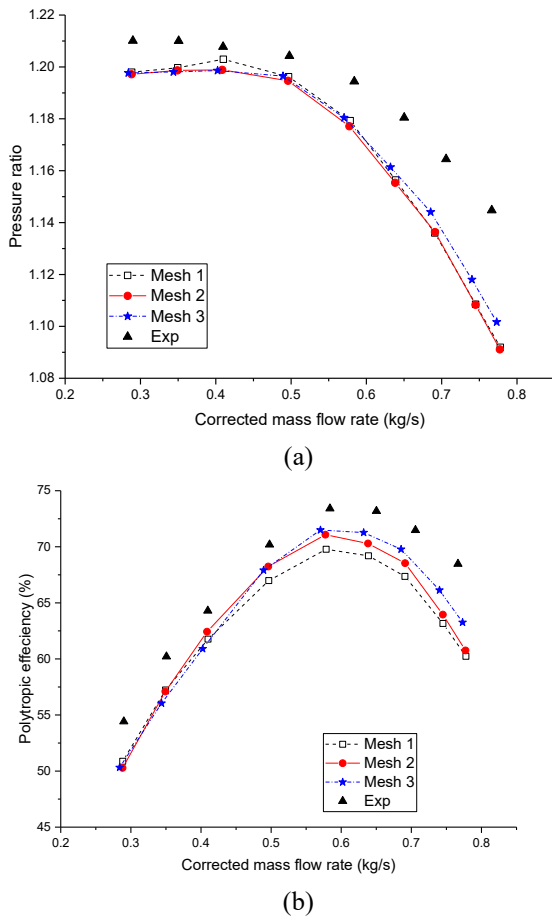 1.22
1.20
1.18
1.16
1.14
1.12
1.10
1.08
Pressure ratio
Mesh 1
Mesh 2
Mesh 3
Exp
0.2 0.3 0.4 0.5 0.6 0.7 0.8
Corrected mass flow rate (kg/s)
(a)
75
70
65
60
55
50
45
Polytropic effeciency (%)
Mesh 1
Mesh 2
Mesh 3
Exp
0.2 0.3 0.4 0.5 0.6 0.7 0.8
Corrected mass flow rate (kg/s)
(b)